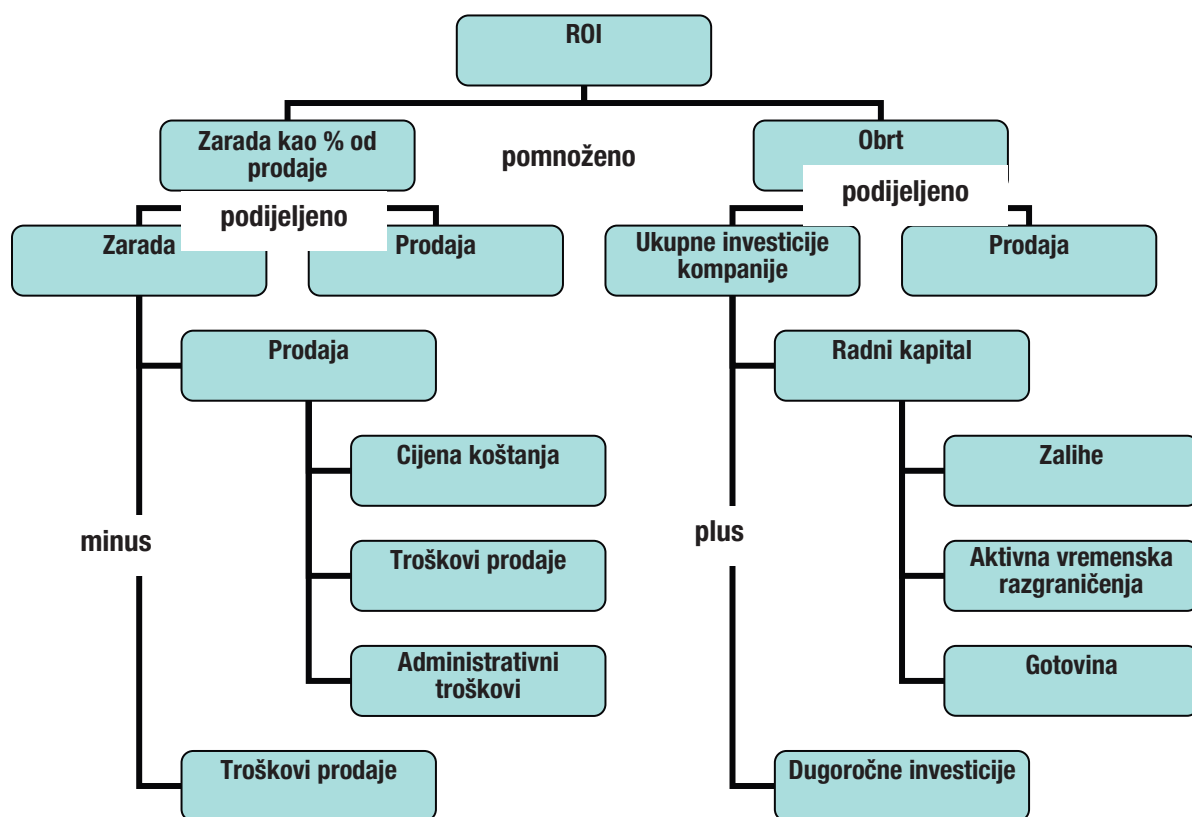 ROI
Zarada kao % od
prodaje
pomnoženo
Obrt
podijeljeno
podijeljeno
Zarada
Prodaja
Ukupne investicije
kompanije
Prodaja
Prodaja
Radni kapital
Cijena koštanja
Zalihe
minus
plus
Troškovi prodaje
Aktivna vremenska
razgraničenja
Administrativni
troškovi
Gotovina
Troškovi prodaje
Dugoročne investicije